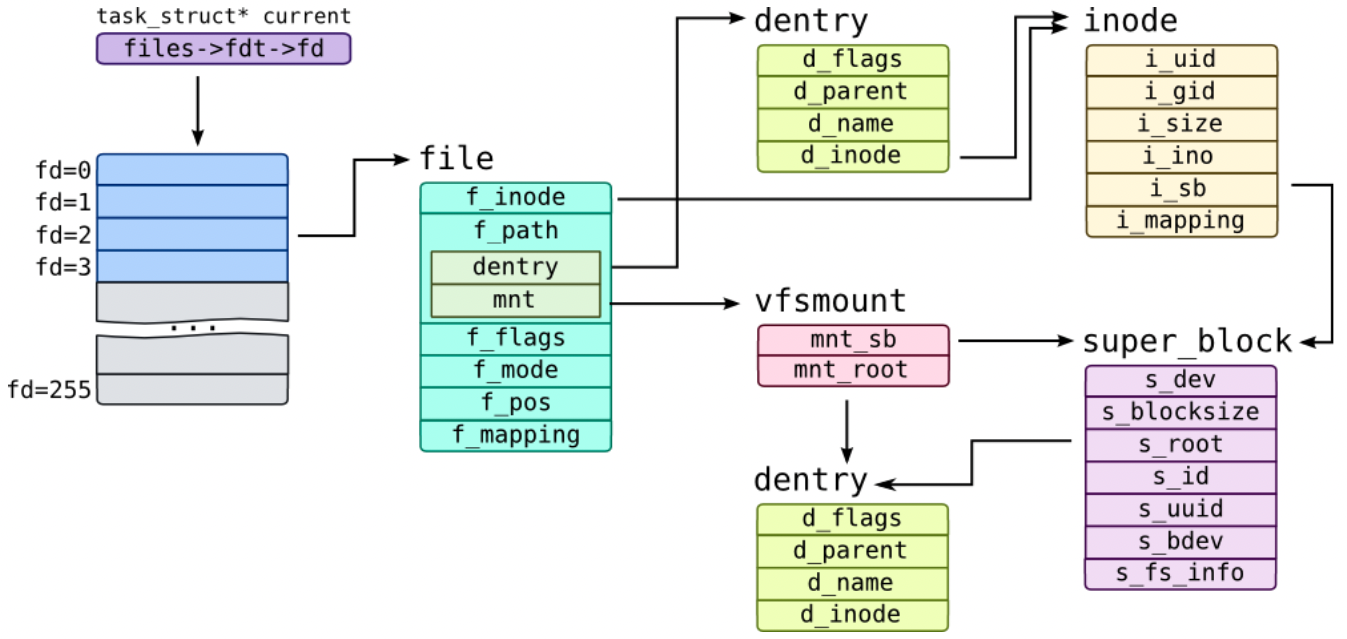 task_struct* current
files->fdt->fd
fd=0
fd=1
fd=2
fd=3
...
fd=255
file
f_inode
f_path
dentry
mnt
f_flags
f_mode
f_pos
f_mapping
dentry
d_flags
d_parent
d_name
d_inode
inode
i_uid
i_gid
i_size
i_ino
i_sb
i_mapping
vfsmount
mnt_sb
mnt_root
super_block
s_dev
s_blocksize
s_root
s_id
s_uuid
s_bdev
s_fs_info
dentry
d_flags
d_parent
d_name
d_inode